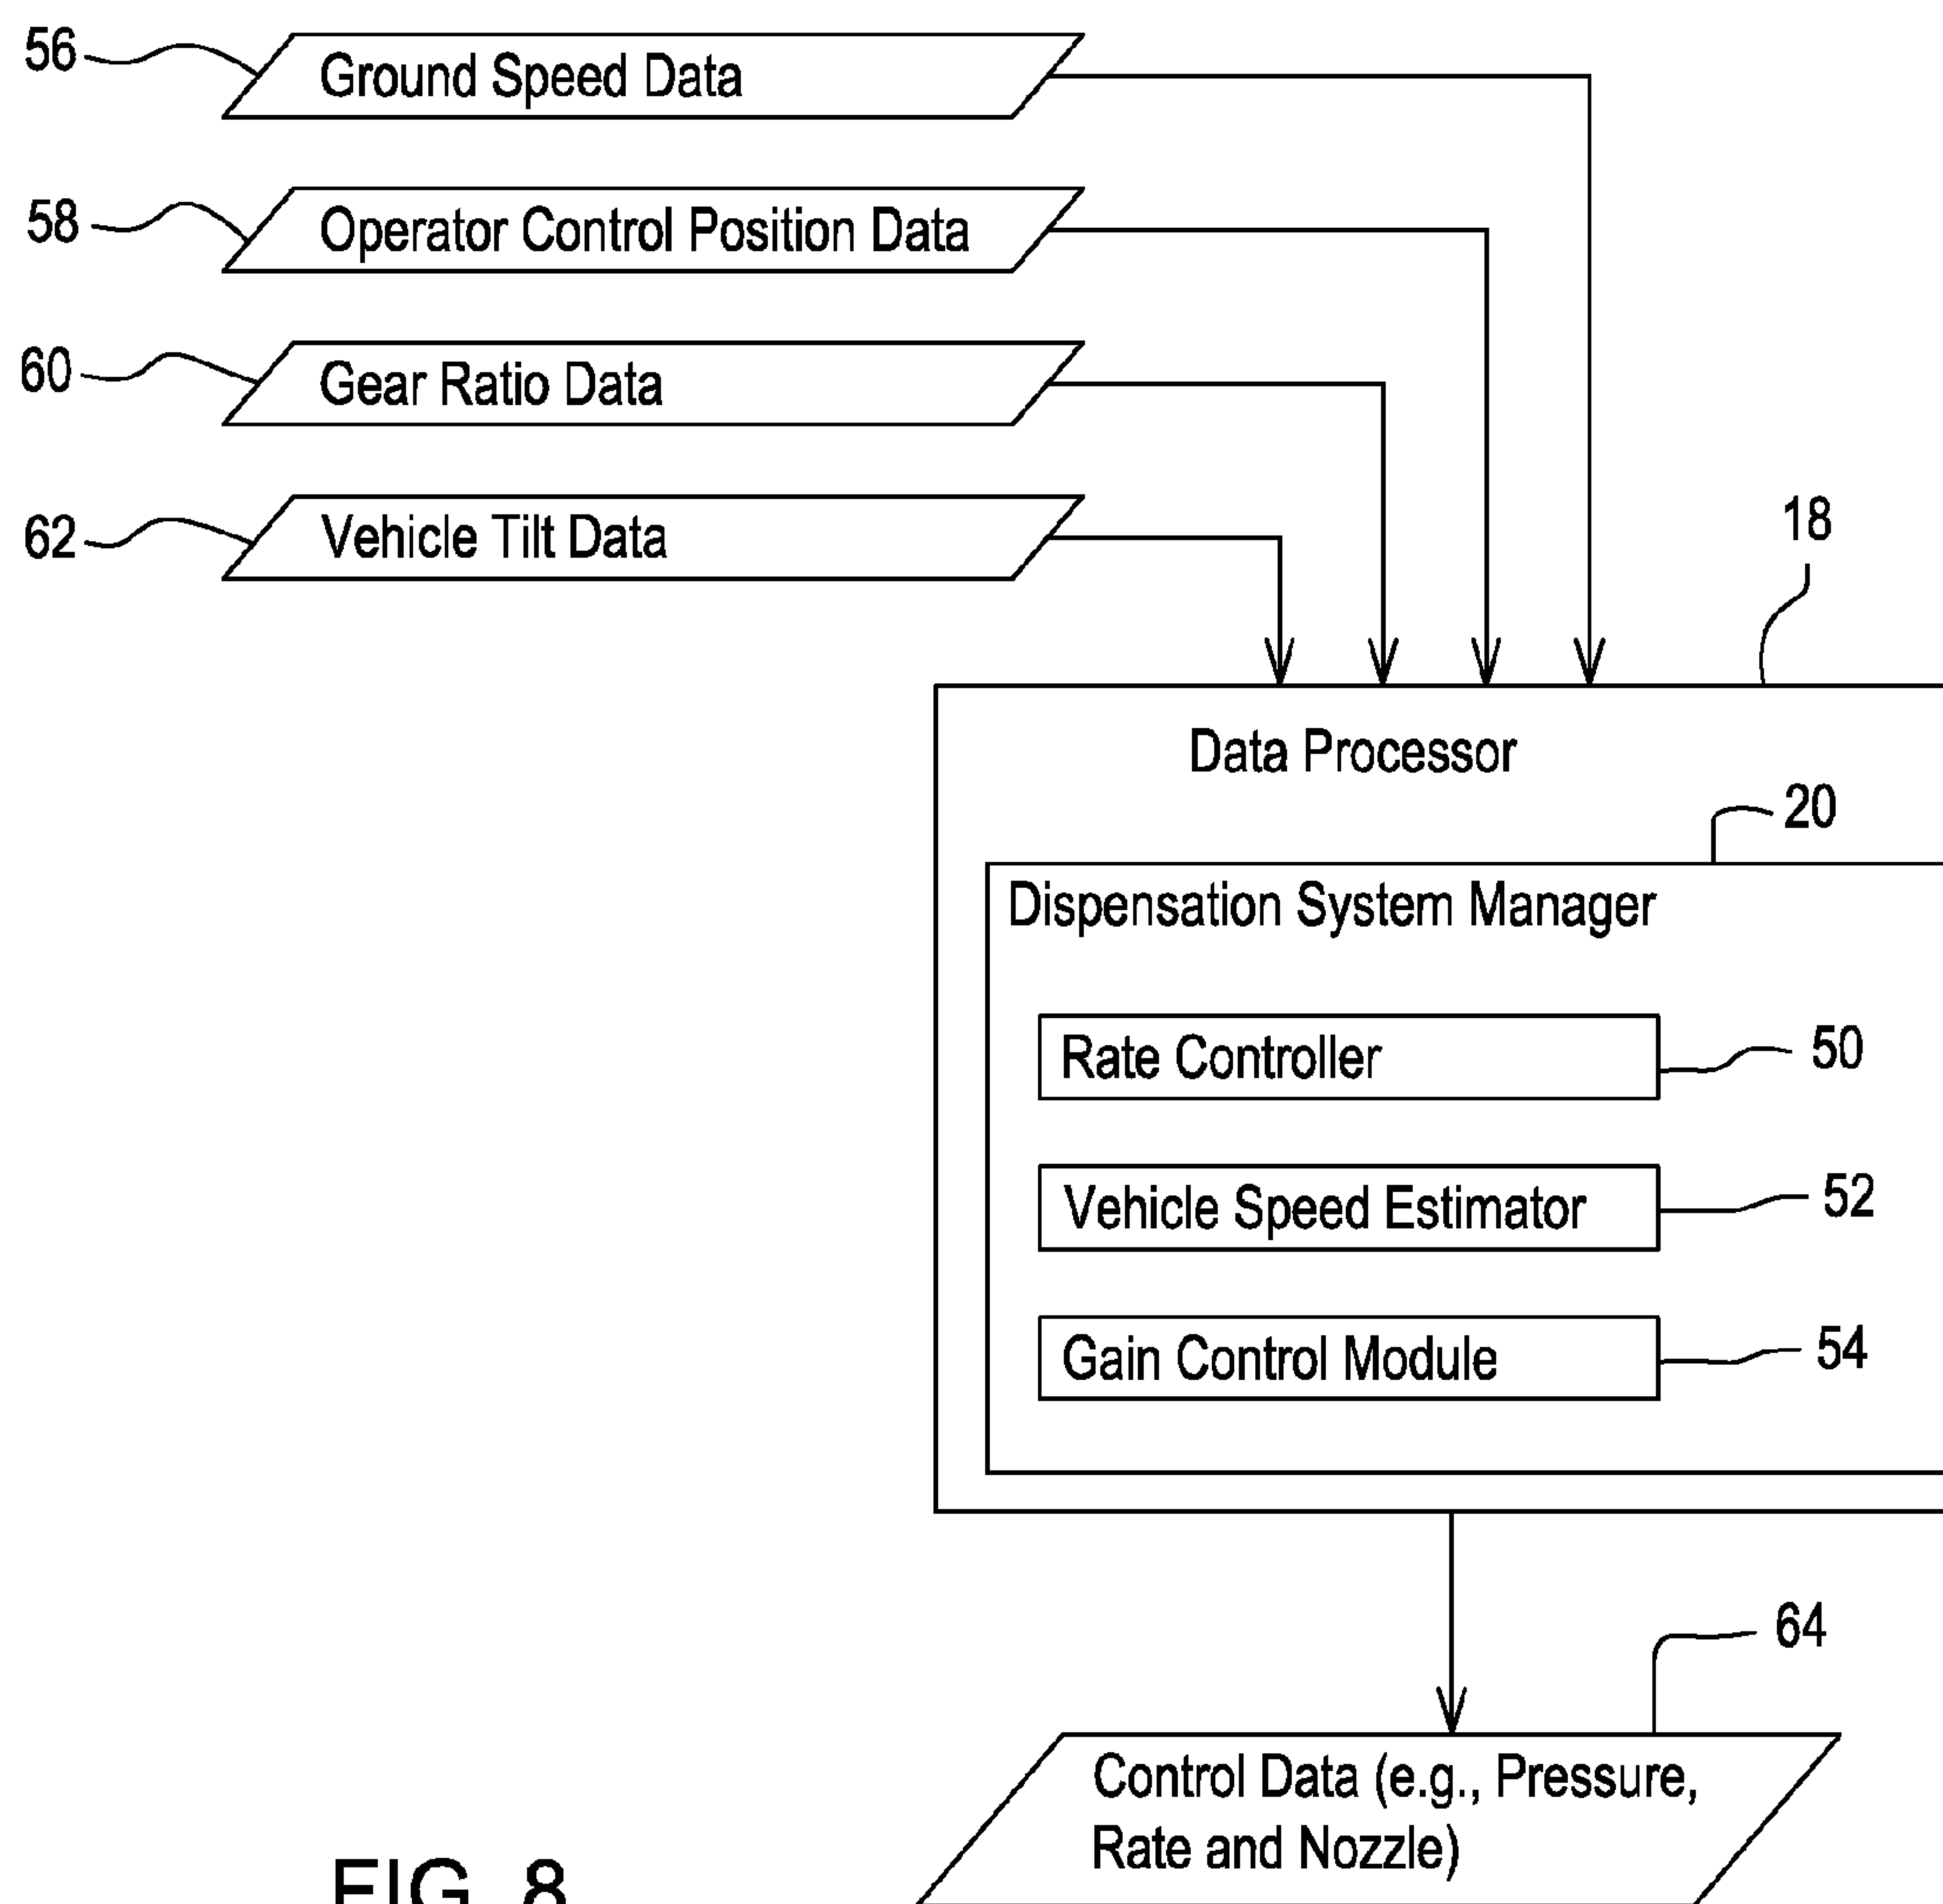 56
Ground Speed Data
58
Operator Control Position Data
60
Gear Ratio Data
62
Vehicle Tilt Data
18
Data Processor
20
Dispensation System Manager
Rate Controller
50
Vehicle Speed Estimator
52
Gain Control Module
54
64
Control Data (e.g., Pressure,
Rate and Nozzle)
FIG. 8